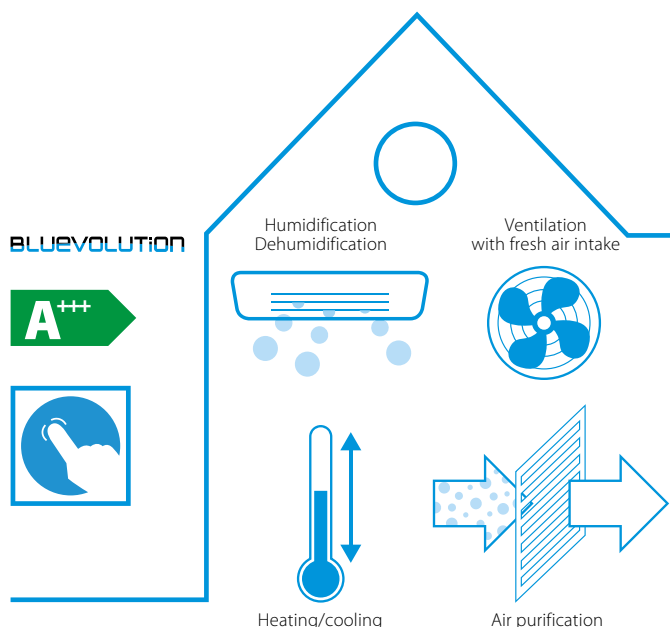 BLUEVOLUTION
A+++
Humidification
Dehumidification
Ventilation
with fresh air intake
Heating/cooling
Air purification